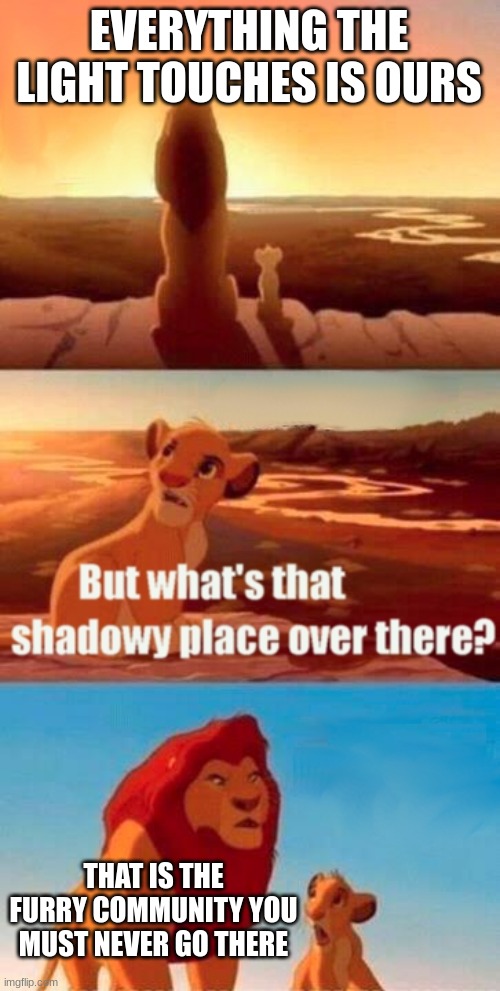 EVERYTHING THE
LIGHT TOUCHES IS OURS
But what's that
shadowy place over there?
THAT IS THE
FURRY COMMUNITY YOU
MUST NEVER GO THERE
imgflip.com